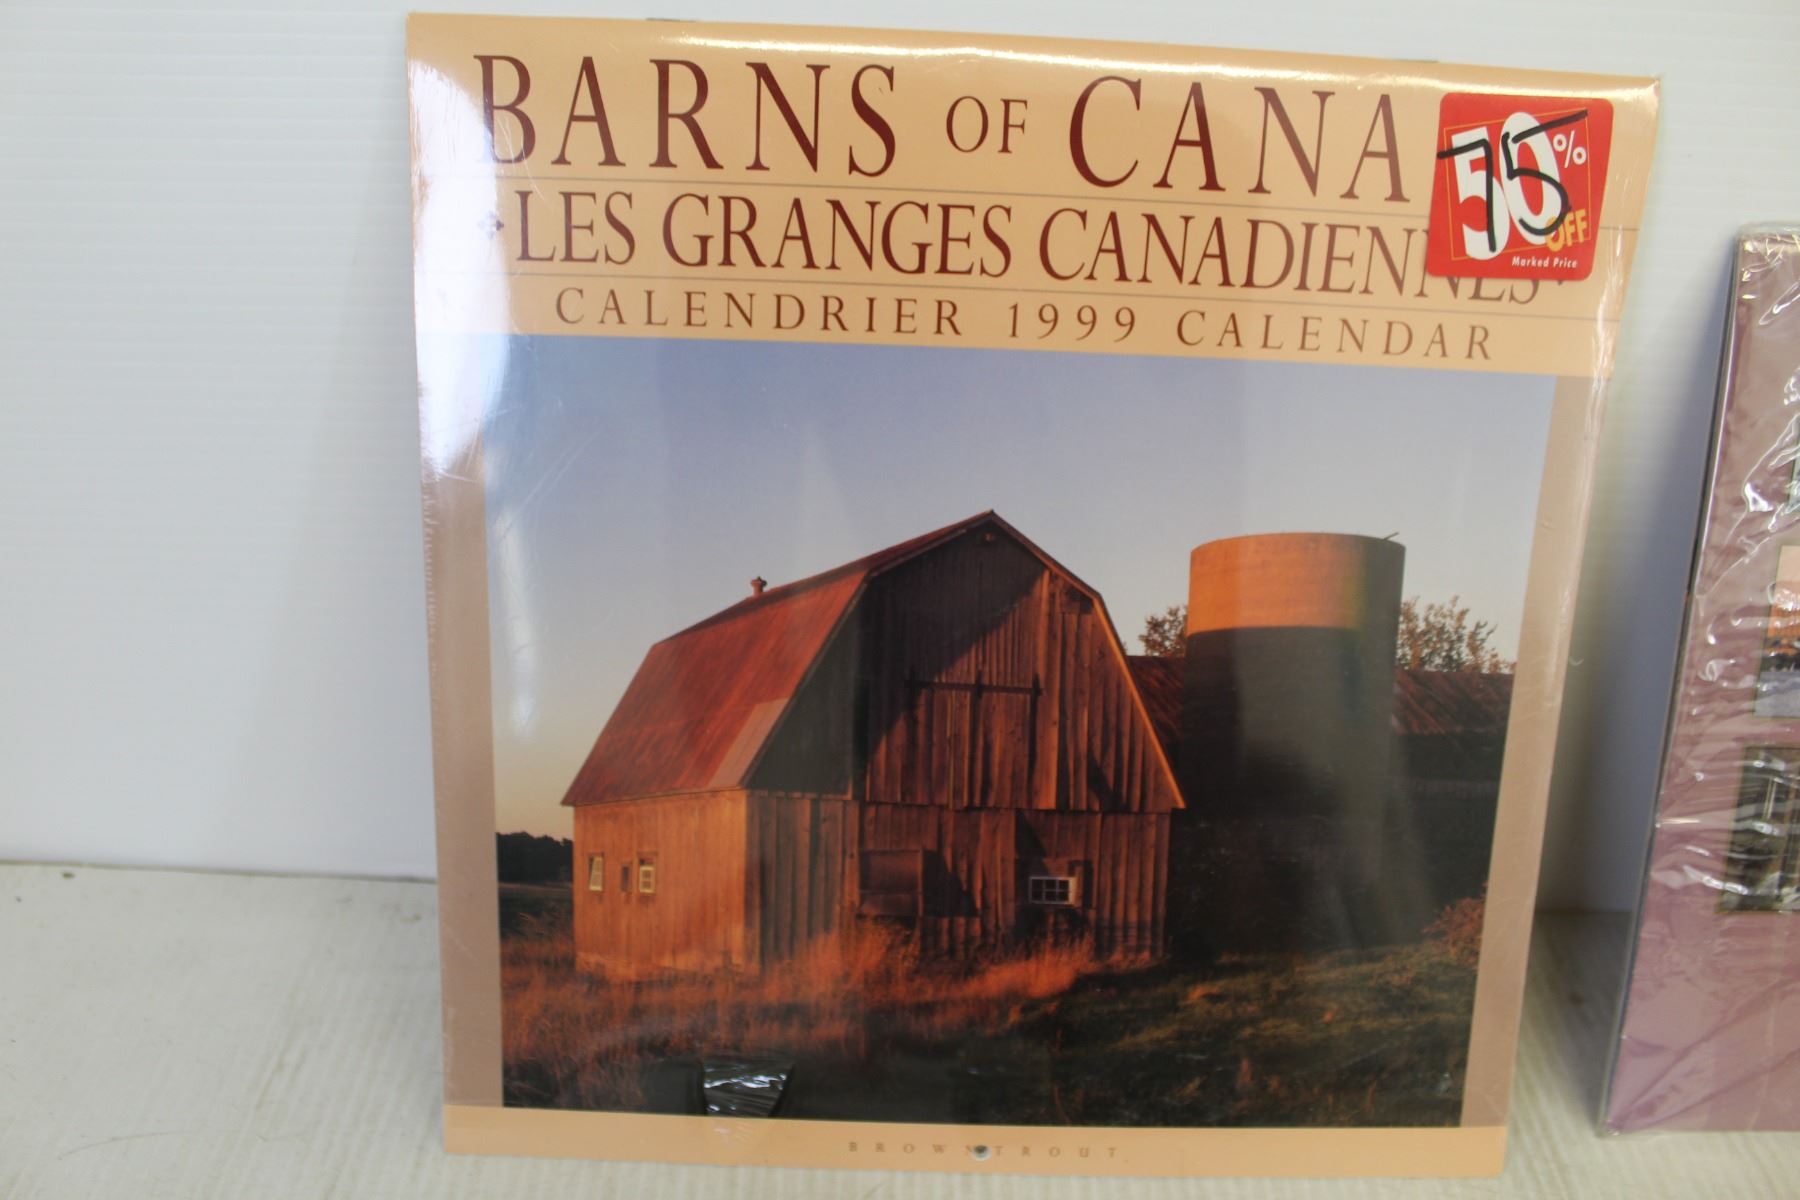 BARNS OF CANA
LES GRANGES CANADIENNES
CALENDRIER 1999 CALENDAR
50% OFF
75
Marked Price
BROWNTROUT